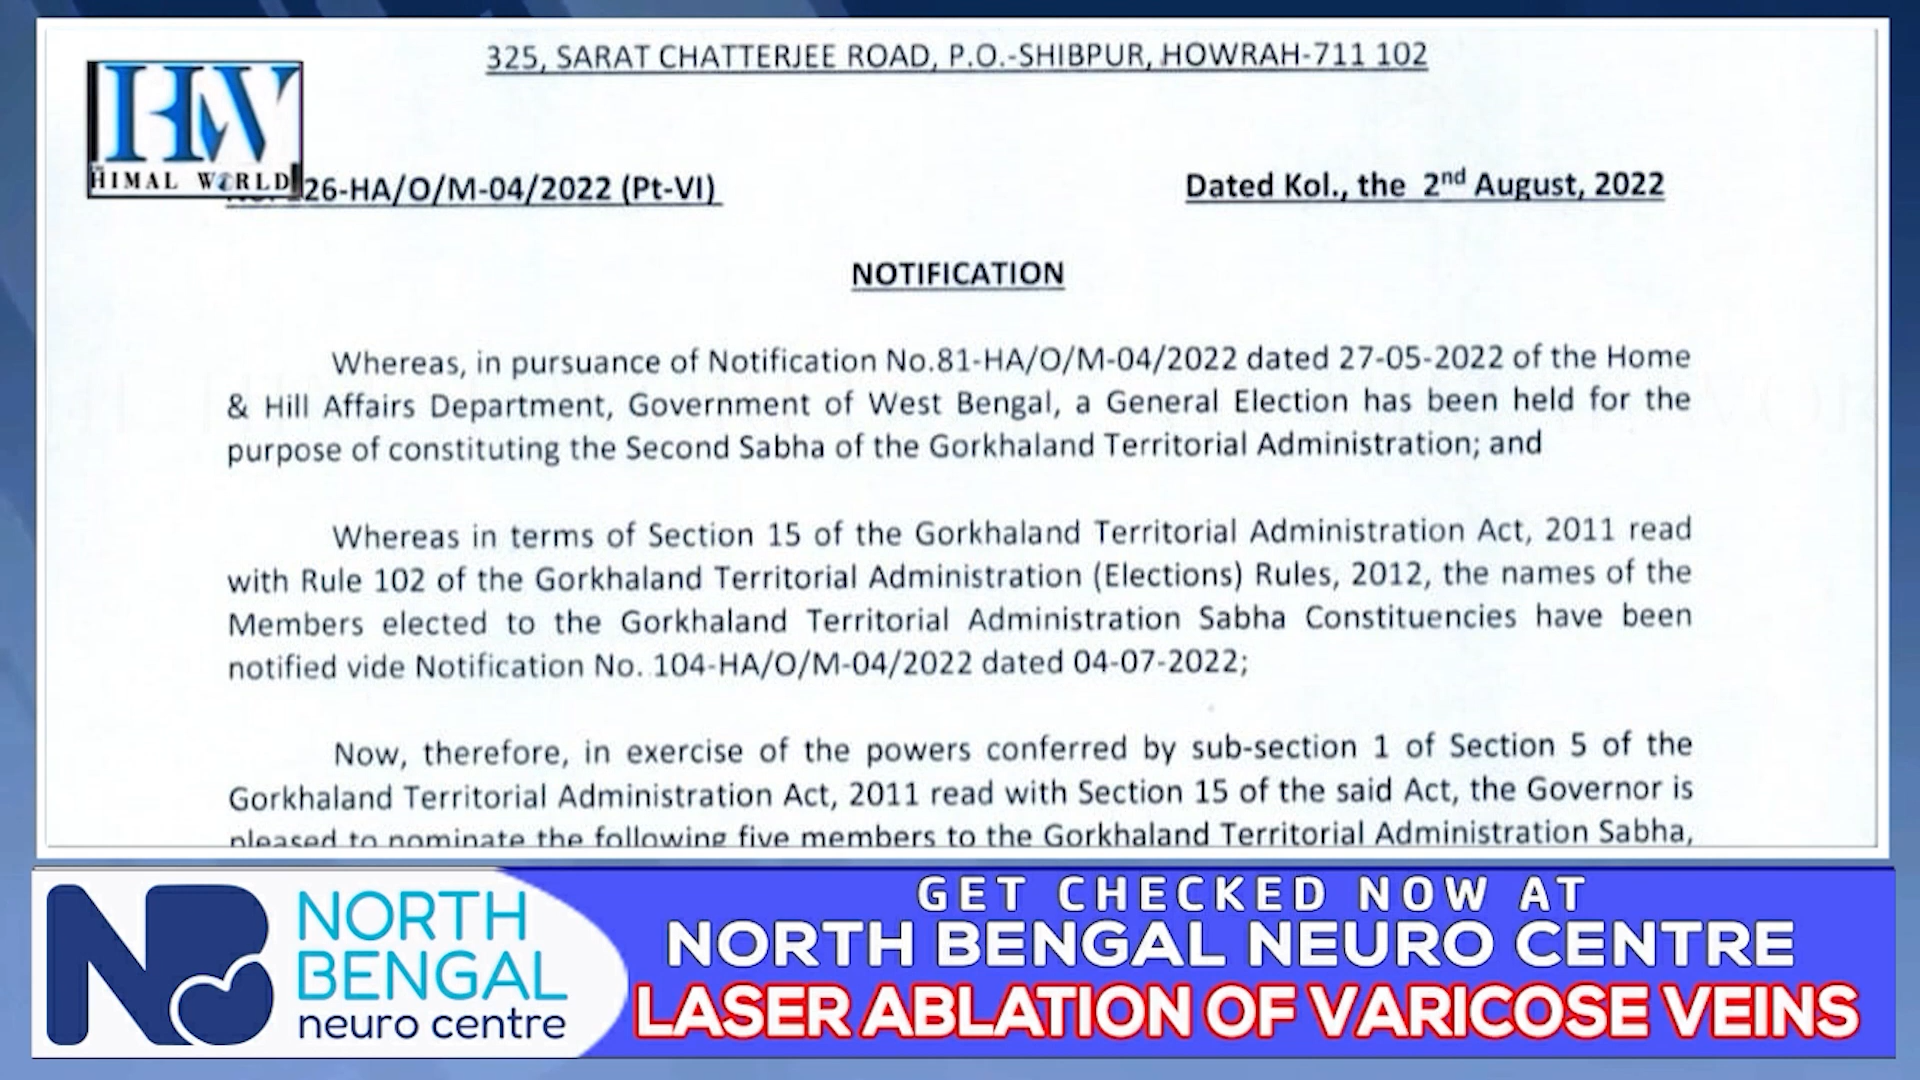 325, SARAT CHATTERJEE ROAD, P.O.-SHIBPUR, HOWRAH-711 102
HW
HIMAL WORLD
26-HA/O/M-04/2022 (Pt-VI)
Dated Kol., the 2nd August, 2022
NOTIFICATION
Whereas, in pursuance of Notification No.81-HA/O/M-04/2022 dated 27-05-2022 of the Home
& Hill Affairs Department, Government of West Bengal, a General Election has been held for the
purpose of constituting the Second Sabha of the Gorkhaland Territorial Administration; and
Whereas in terms of Section 15 of the Gorkhaland Territorial Administration Act, 2011 read
with Rule 102 of the Gorkhaland Territorial Administration (Elections) Rules, 2012, the names of the
Members elected to the Gorkhaland Territorial Administration Sabha Constituencies have been
notified vide Notification No. 104-HA/O/M-04/2022 dated 04-07-2022;
Now, therefore, in exercise of the powers conferred by sub-section 1 of Section 5 of the
Gorkhaland Territorial Administration Act, 2011 read with Section 15 of the said Act, the Governor is
pleased to nominate the following five members to the Gorkhaland Territorial Administration Sabha,
NB
NORTH
BENGAL
neuro centre
GET CHECKED NOW AT
NORTH BENGAL NEURO CENTRE
LASER ABLATION OF VARICOSE VEINS